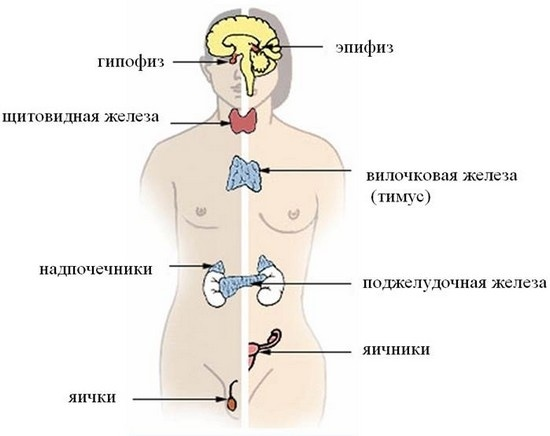 эпифиз
гипофиз
щитовидная железа
вилочковая железа
(тимус)
надпочечники
поджелудочная железа
яичники
яички